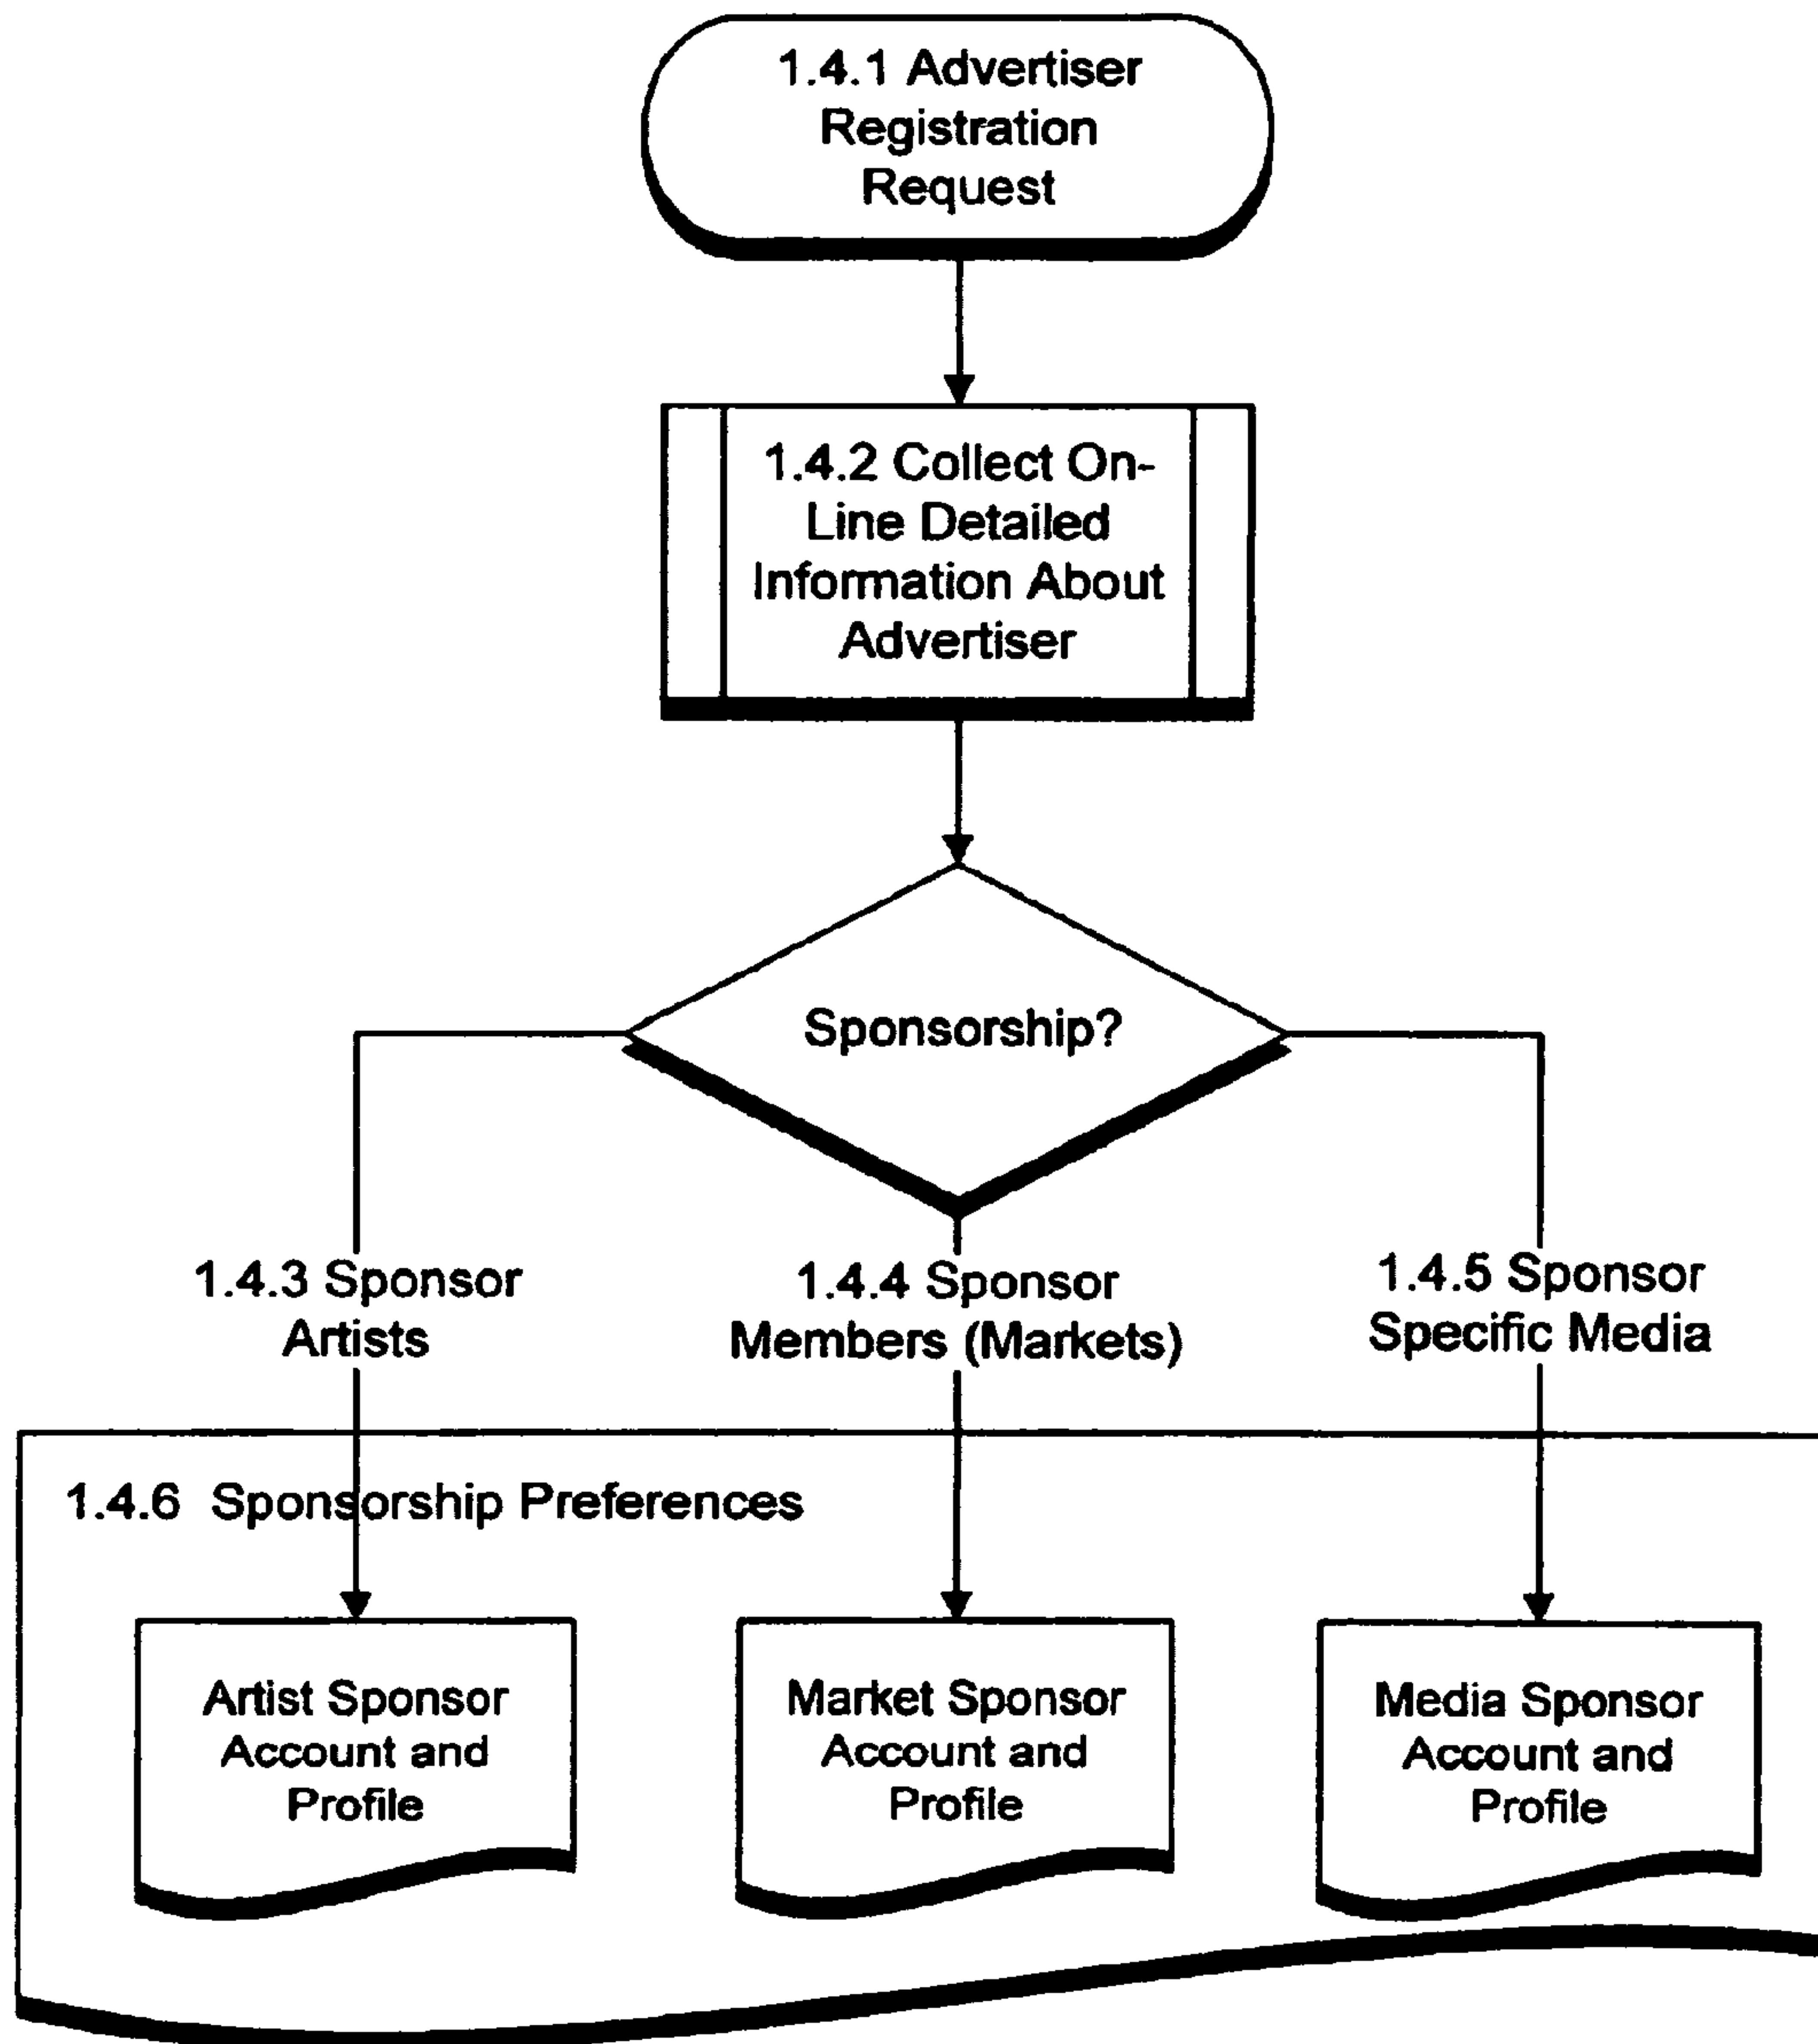 1.4.1 Advertiser
Registration
Request
1.4.2 Collect On-
Line Detailed
Information About
Advertiser
Sponsorship?
1.4.3 Sponsor
Artists
1.4.4 Sponsor
Members (Markets)
1.4.5 Sponsor
Specific Media
1.4.6 Sponsorship Preferences
Artist Sponsor
Account and
Profile
Market Sponsor
Account and
Profile
Media Sponsor
Account and
Profile